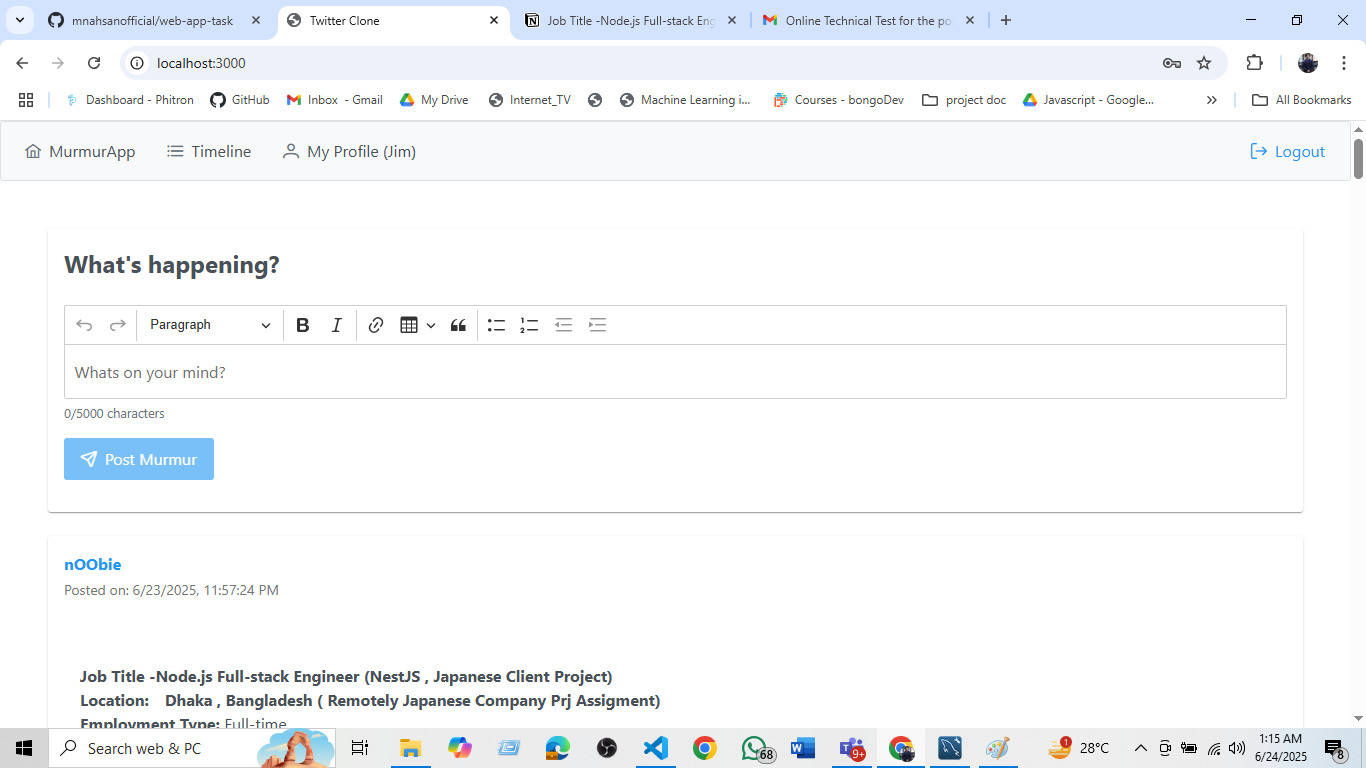 mnahsanofficial/web-app-task
Twitter Clone
Job Title -Node.js Full-stack Eng
Online Technical Test for the po
localhost:3000
Dashboard - Phitron
GitHub
Inbox - Gmail
My Drive
Internet_TV
Machine Learning i...
Courses - bongoDev
project doc
Javascript - Google...
All Bookmarks
MurmurApp
Timeline
My Profile (Jim)
Logout
What's happening?
Paragraph
B I
Whats on your mind?
0/5000 characters
Post Murmur
nOObie
Posted on: 6/23/2025, 11:57:24 PM
Job Title -Node.js Full-stack Engineer (NestJS , Japanese Client Project)
Location: Dhaka , Bangladesh ( Remotely Japanese Company Prj Assigment)
Employment Type: Full-time
Search web & PC
68
9+
1
28°C
1:15 AM
6/24/2025
8